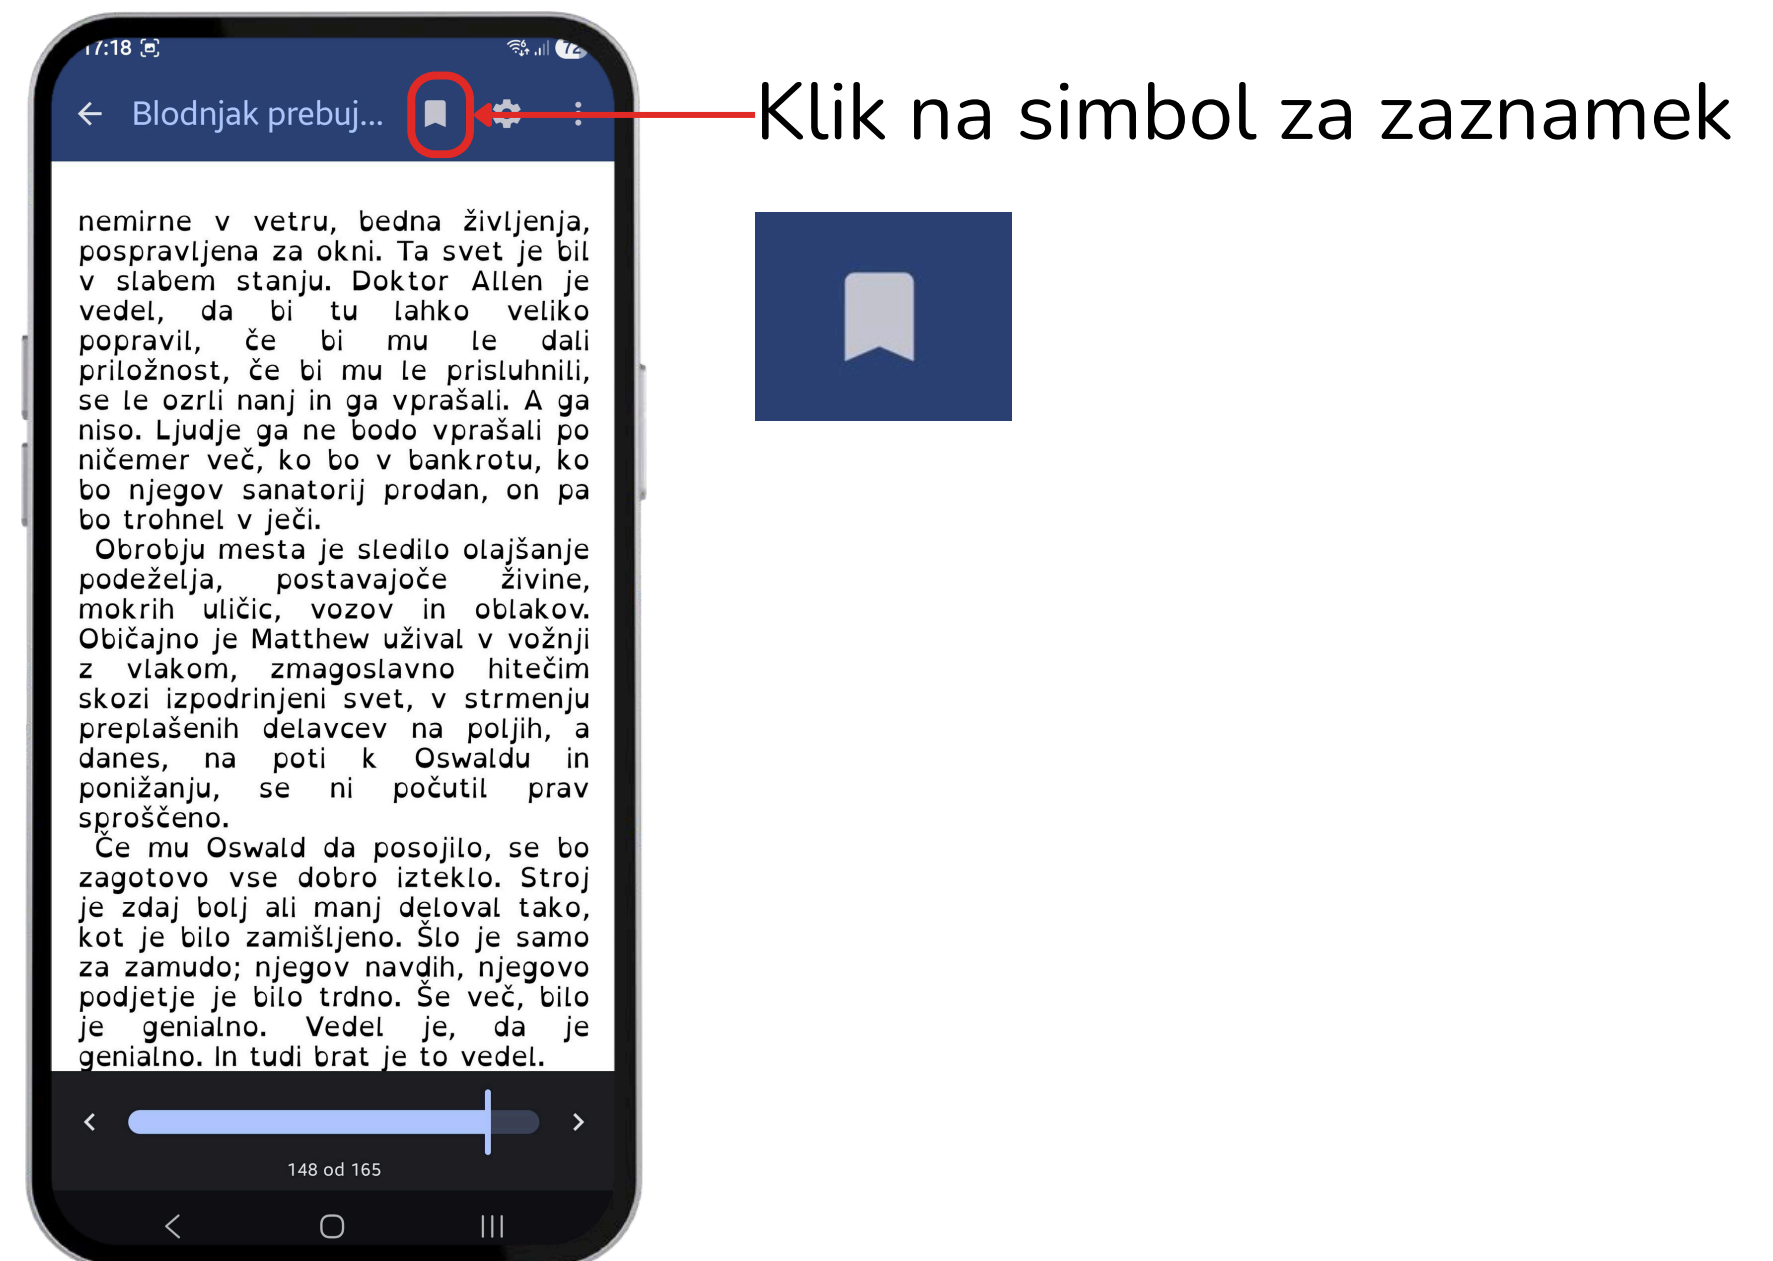 17:18
72
Blodnjak prebuj...
Klik na simbol za zaznamek
nemirne v vetru, bedna življenja,
pospravljena za okni. Ta svet je bil
v slabem stanju. Doktor Allen je
vedel, da bi tu lahko veliko
popravil, če bi mu le dali
priložnost, če bi mu le prisluhnili,
se le ozrli nanj in ga vprašali. A ga
niso. Ljudje ga ne bodo vprašali po
ničemer več, ko bo v bankrotu, ko
bo njegov sanatorij prodan, on pa
bo trohnel v ječi.
Obrobju mesta je sledilo olajšanje
podeželja, postavajoče živine,
mokrih uličic, vozov in oblakov.
Običajno je Matthew užival v vožnji
z vlakom, zmagoslavno hitečim
skozi izpodrinjeni svet, v strmenju
preplašenih delavcev na poljih, a
danes, na poti k Oswaldu in
ponižanju, se ni počutil prav
sproščeno.
Če mu Oswald da posojilo, se bo
zagotovo vse dobro izteklo. Stroj
je zdaj bolj ali manj deloval tako,
kot je bilo zamišljeno. Šlo je samo
za zamudo; njegov navdih, njegovo
podjetje je bilo trdno. Še več, bilo
je genialno. Vedel je, da je
genialno. In tudi brat je to vedel.
148 od 165